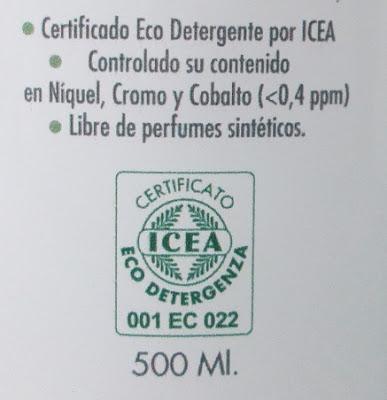 • Certificado Eco Detergente por ICEA
• Controlado su contenido
en Níquel, Cromo y Cobalto (<0,4 ppm)
• Libre de perfumes sintéticos.
CERTIFICATO
ICEA
ECO DETERGENZA
001 EC 022
500 Ml.